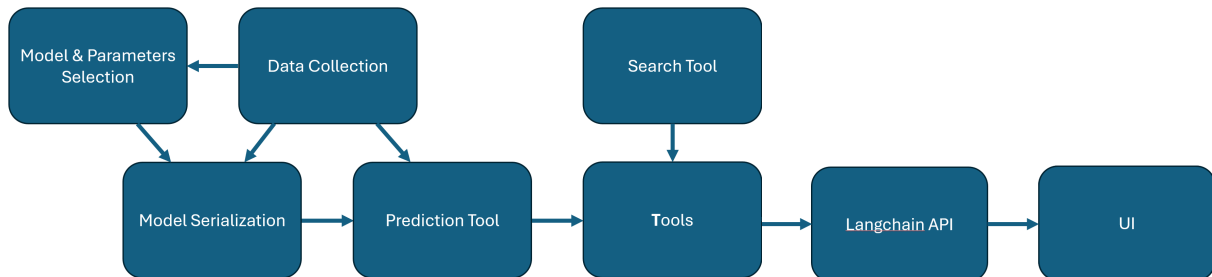 Model & Parameters
Selection
Data Collection
Search Tool
Model Serialization
Prediction Tool
Tools
Langchain API
UI